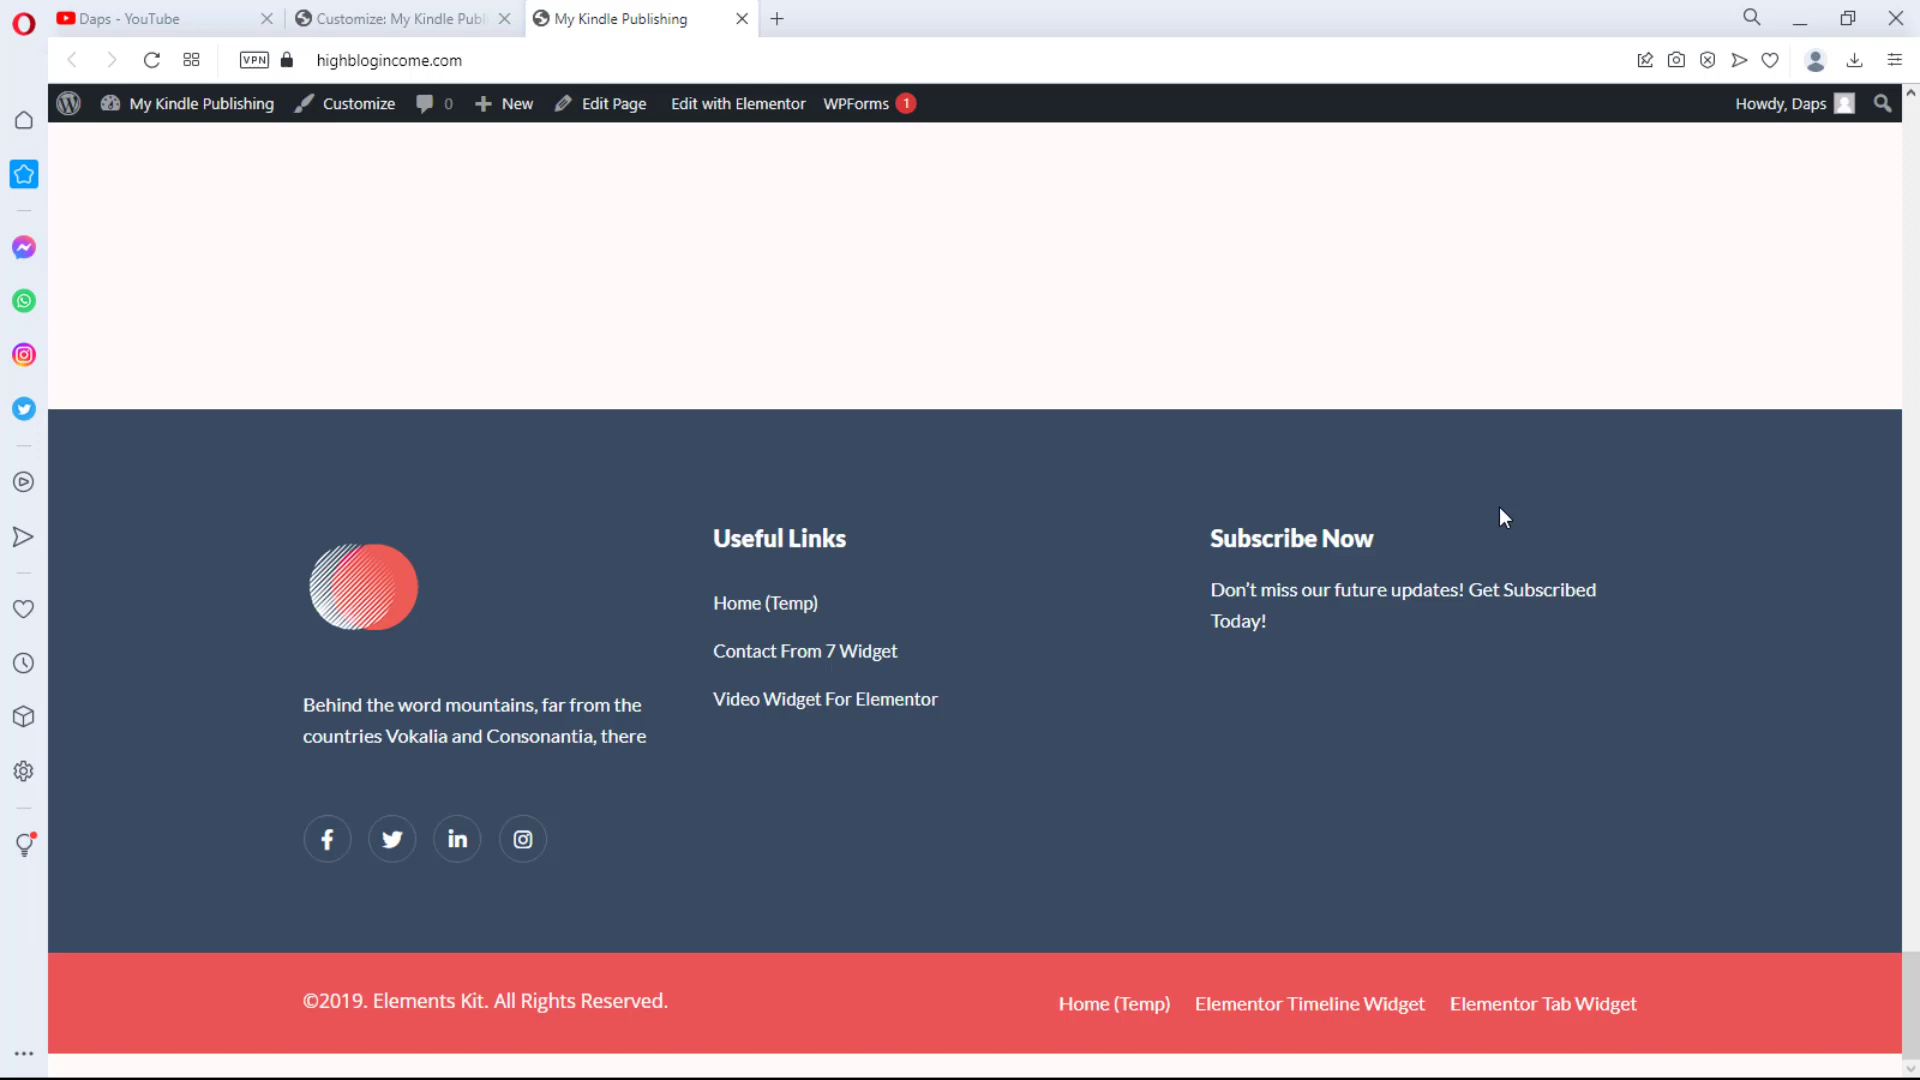 Daps - YouTube
Customize: My Kindle Publ
My Kindle Publishing
VPN
highblogincome.com
My Kindle Publishing
Customize
0
New
Edit Page
Edit with Elementor
WPForms 1
Howdy, Daps
Useful Links
Home (Temp)
Contact From 7 Widget
Video Widget For Elementor
Subscribe Now
Don’t miss our future updates! Get Subscribed
Today!
Behind the word mountains, far from the
countries Vokalia and Consonantia, there
©2019. Elements Kit. All Rights Reserved.
Home (Temp)
Elementor Timeline Widget
Elementor Tab Widget